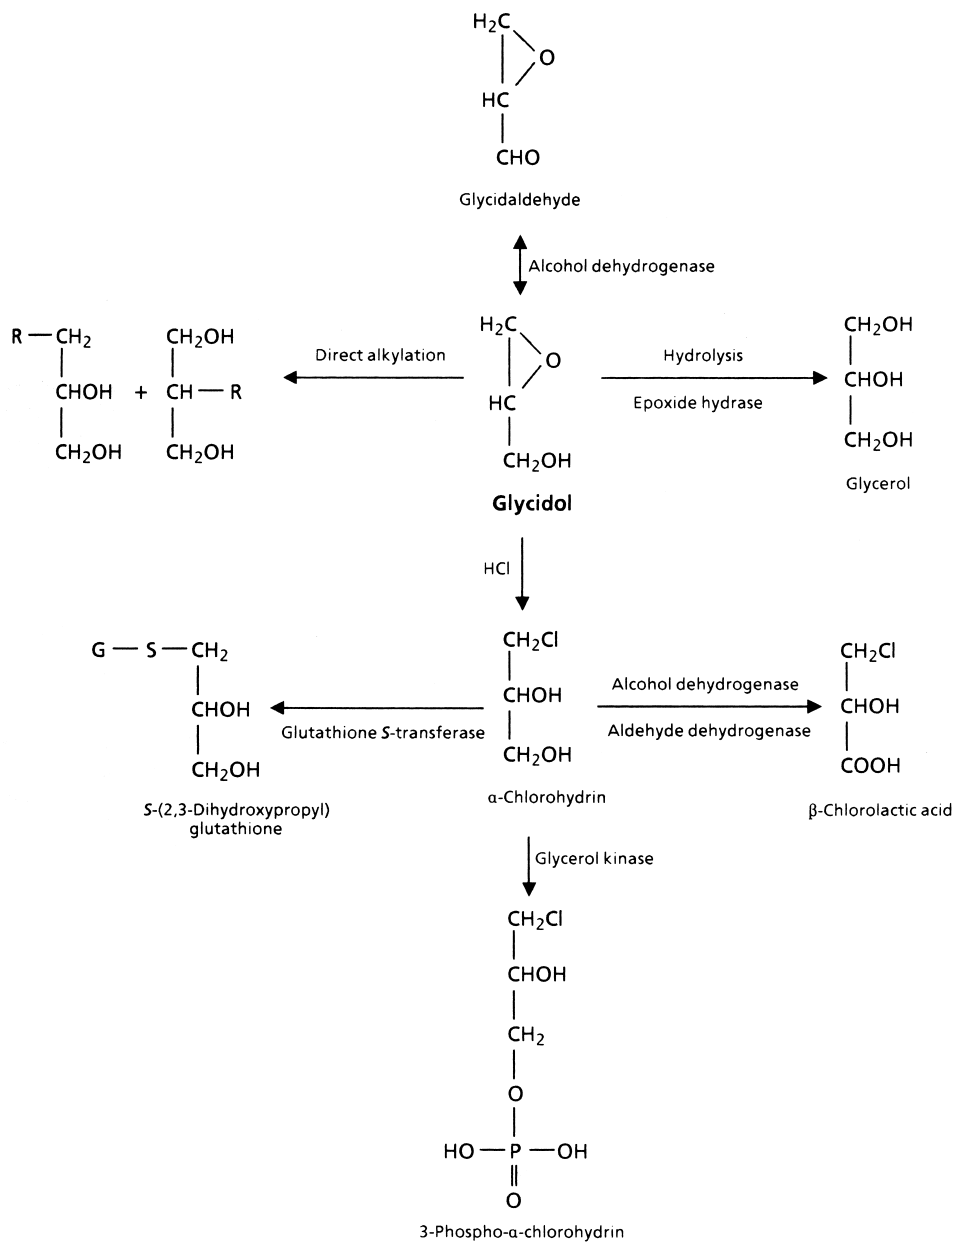 H2C
O
HC
CHO
Glycidaldehyde
Alcohol dehydrogenase
R CH2
CHOH
CH2OH
+
CH2OH
CH R
CH2OH
Direct alkylation
H2C
O
HC
CH2OH
Glycidol
Hydrolysis
Epoxide hydrase
CH2OH
CHOH
CH2OH
Glycerol
HCl
G S CH2
CHOH
CH2OH
S-(2,3-Dihydroxypropyl)
glutathione
Glutathione S-transferase
CH2Cl
CHOH
CH2OH
α-Chlorohydrin
Alcohol dehydrogenase
Aldehyde dehydrogenase
CH2Cl
CHOH
COOH
β-Chlorolactic acid
Glycerol kinase
CH2Cl
CHOH
CH2
O
HO P OH
O
3-Phospho-α-chlorohydrin